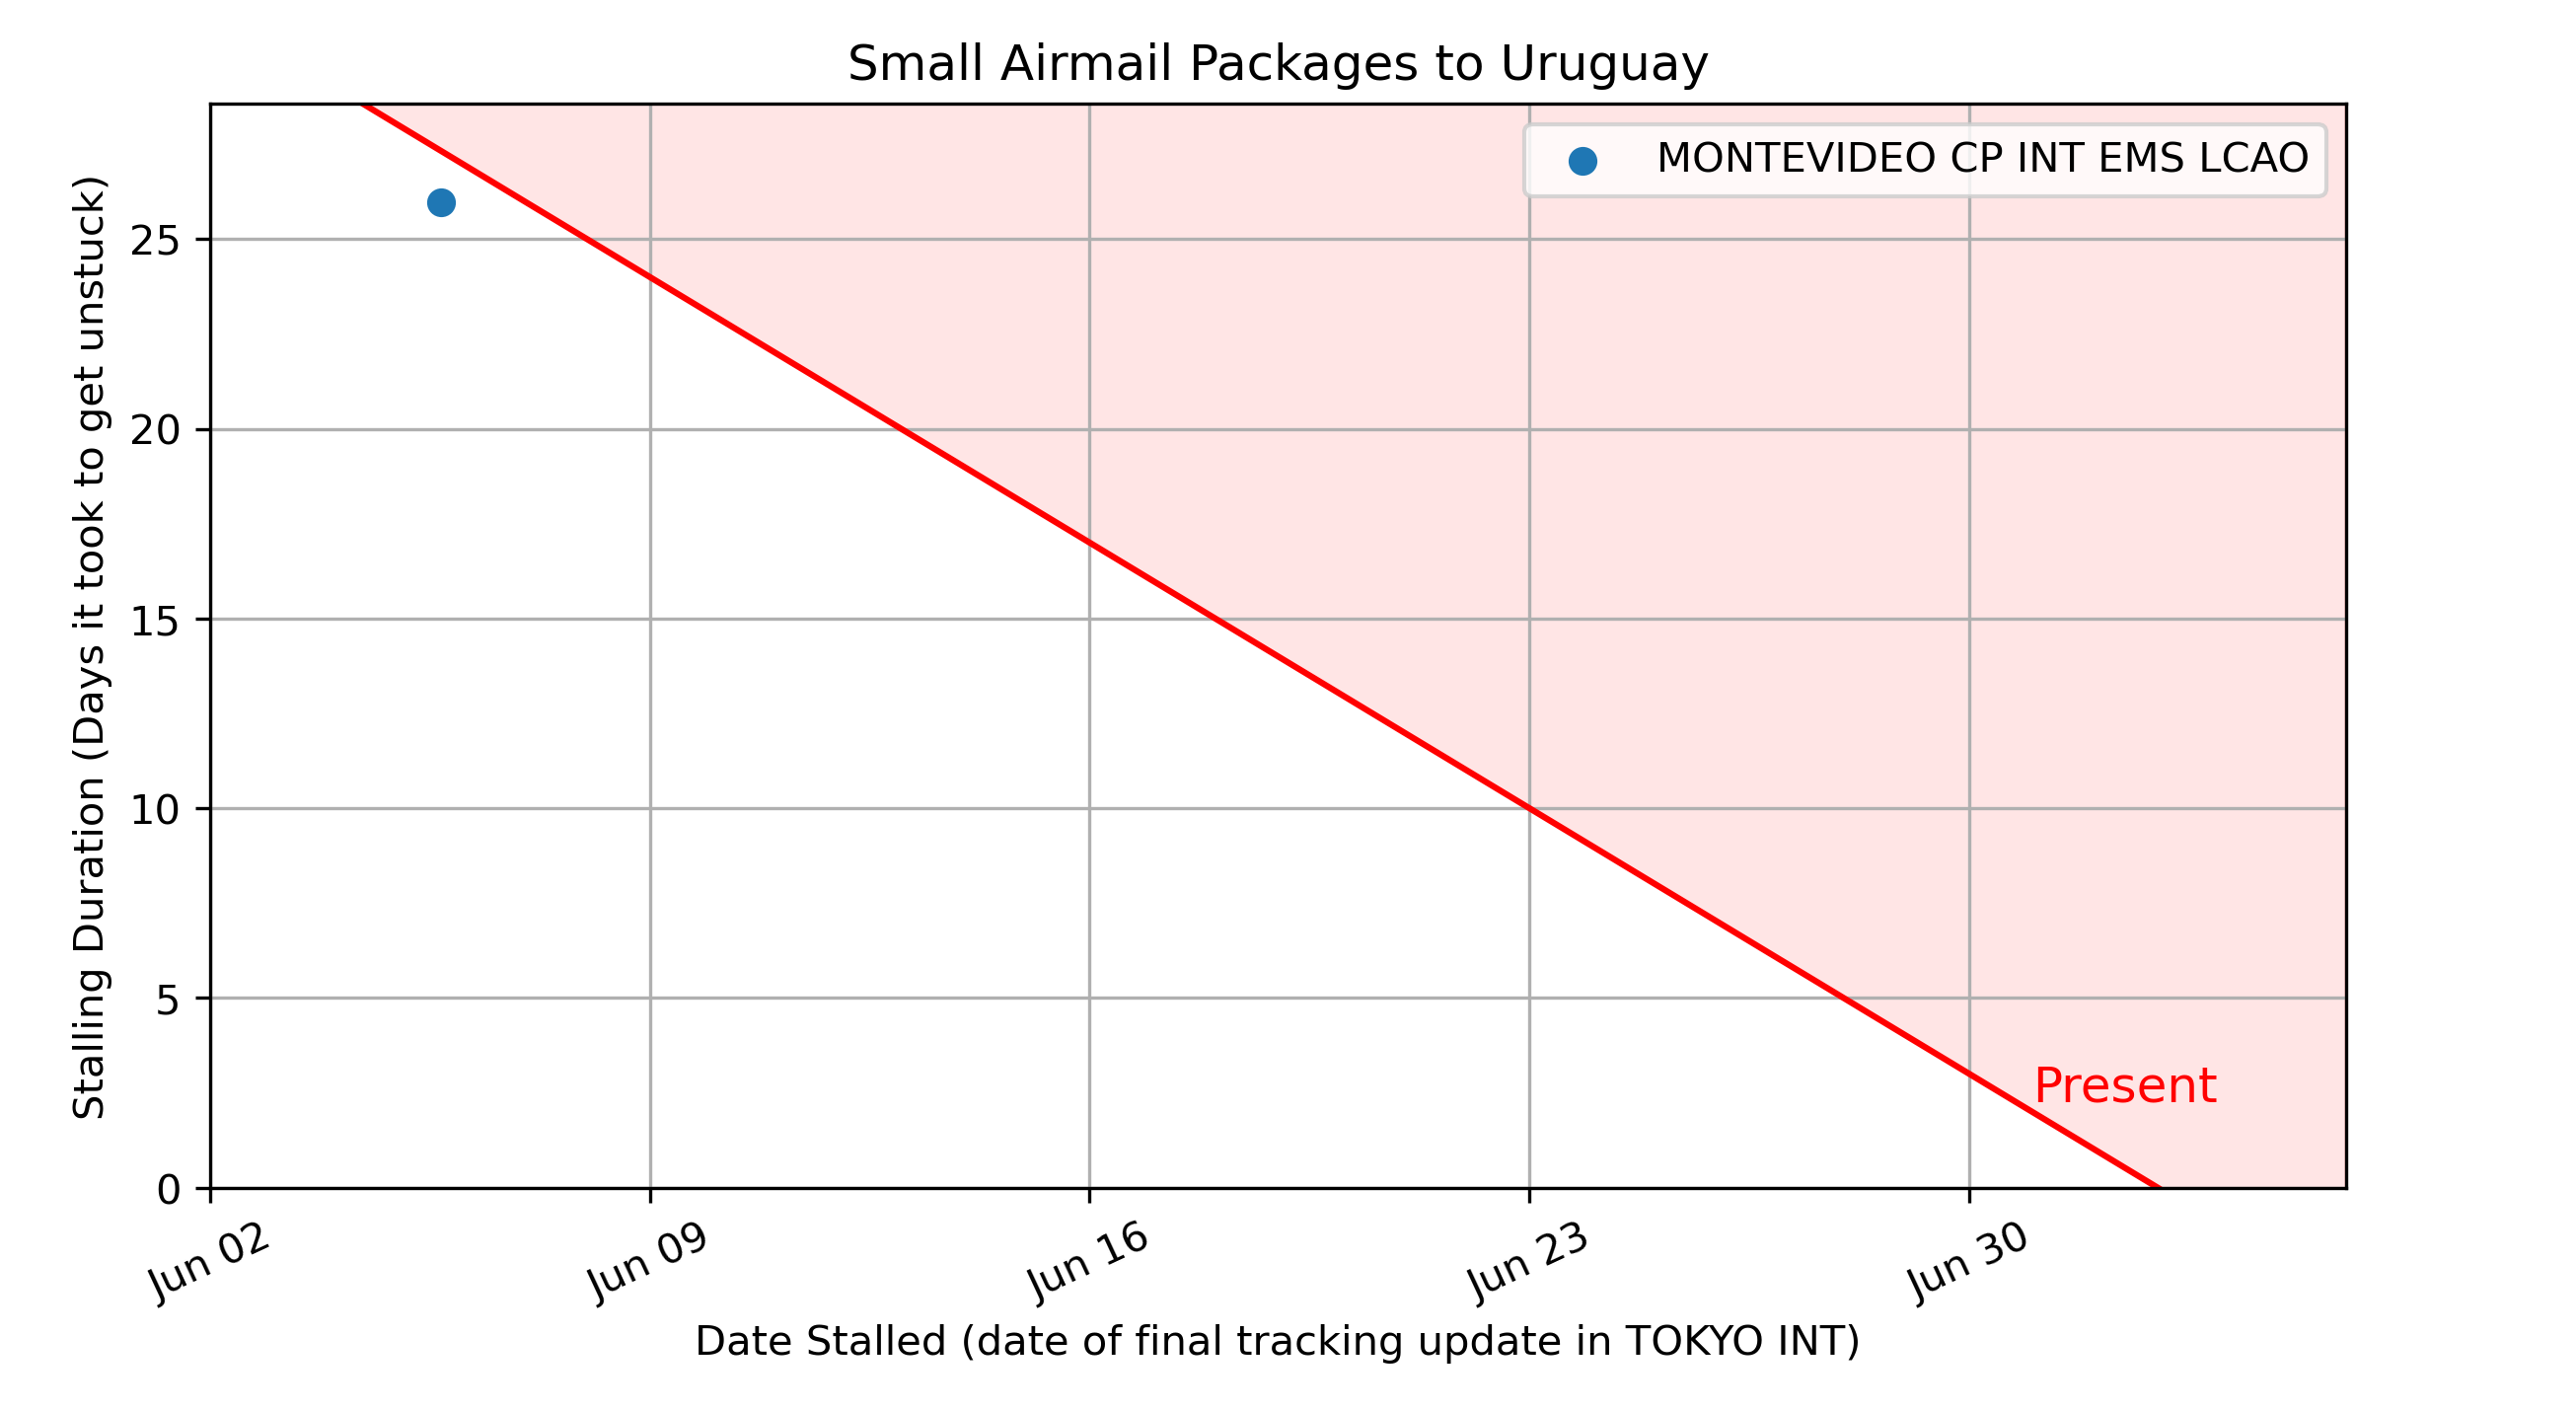 Small Airmail Packages to Uruguay
MONTEVIDEO CP INT EMS LCAO
Stalling Duration (Days it took to get unstuck)
25
20
15
10
5
0
Present
Jun 02
Jun 09
Jun 16
Jun 23
Jun 30
Date Stalled (date of final tracking update in TOKYO INT)